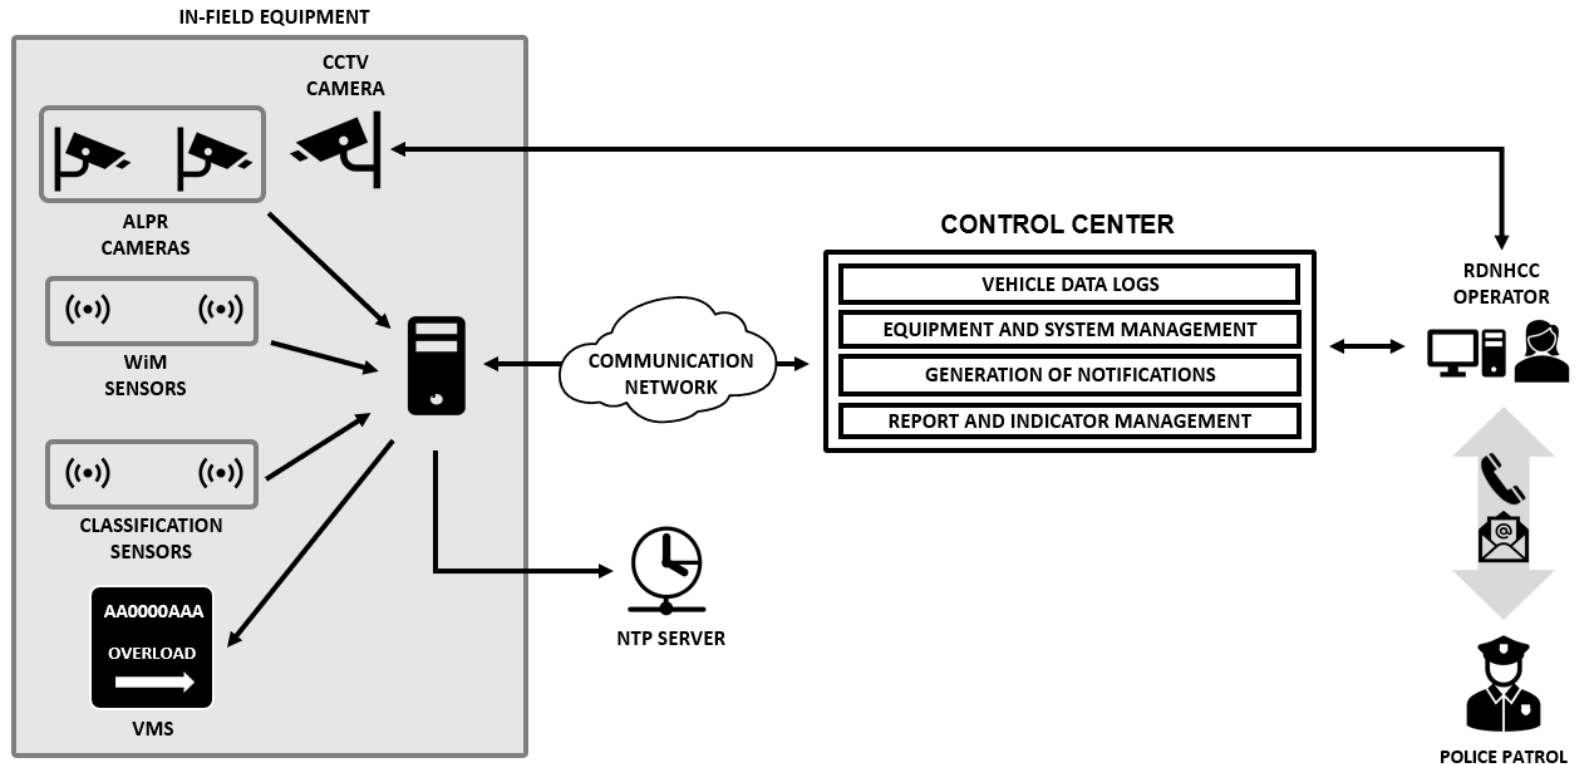 IN-FIELD EQUIPMENT
CCTV
CAMERA
ALPR
CAMERAS
WiM
SENSORS
CLASSIFICATION
SENSORS
AA0000AAA
OVERLOAD
VMS
COMMUNICATION
NETWORK
NTP SERVER
CONTROL CENTER
VEHICLE DATA LOGS
EQUIPMENT AND SYSTEM MANAGEMENT
GENERATION OF NOTIFICATIONS
REPORT AND INDICATOR MANAGEMENT
RDNHCC
OPERATOR
@
POLICE PATROL